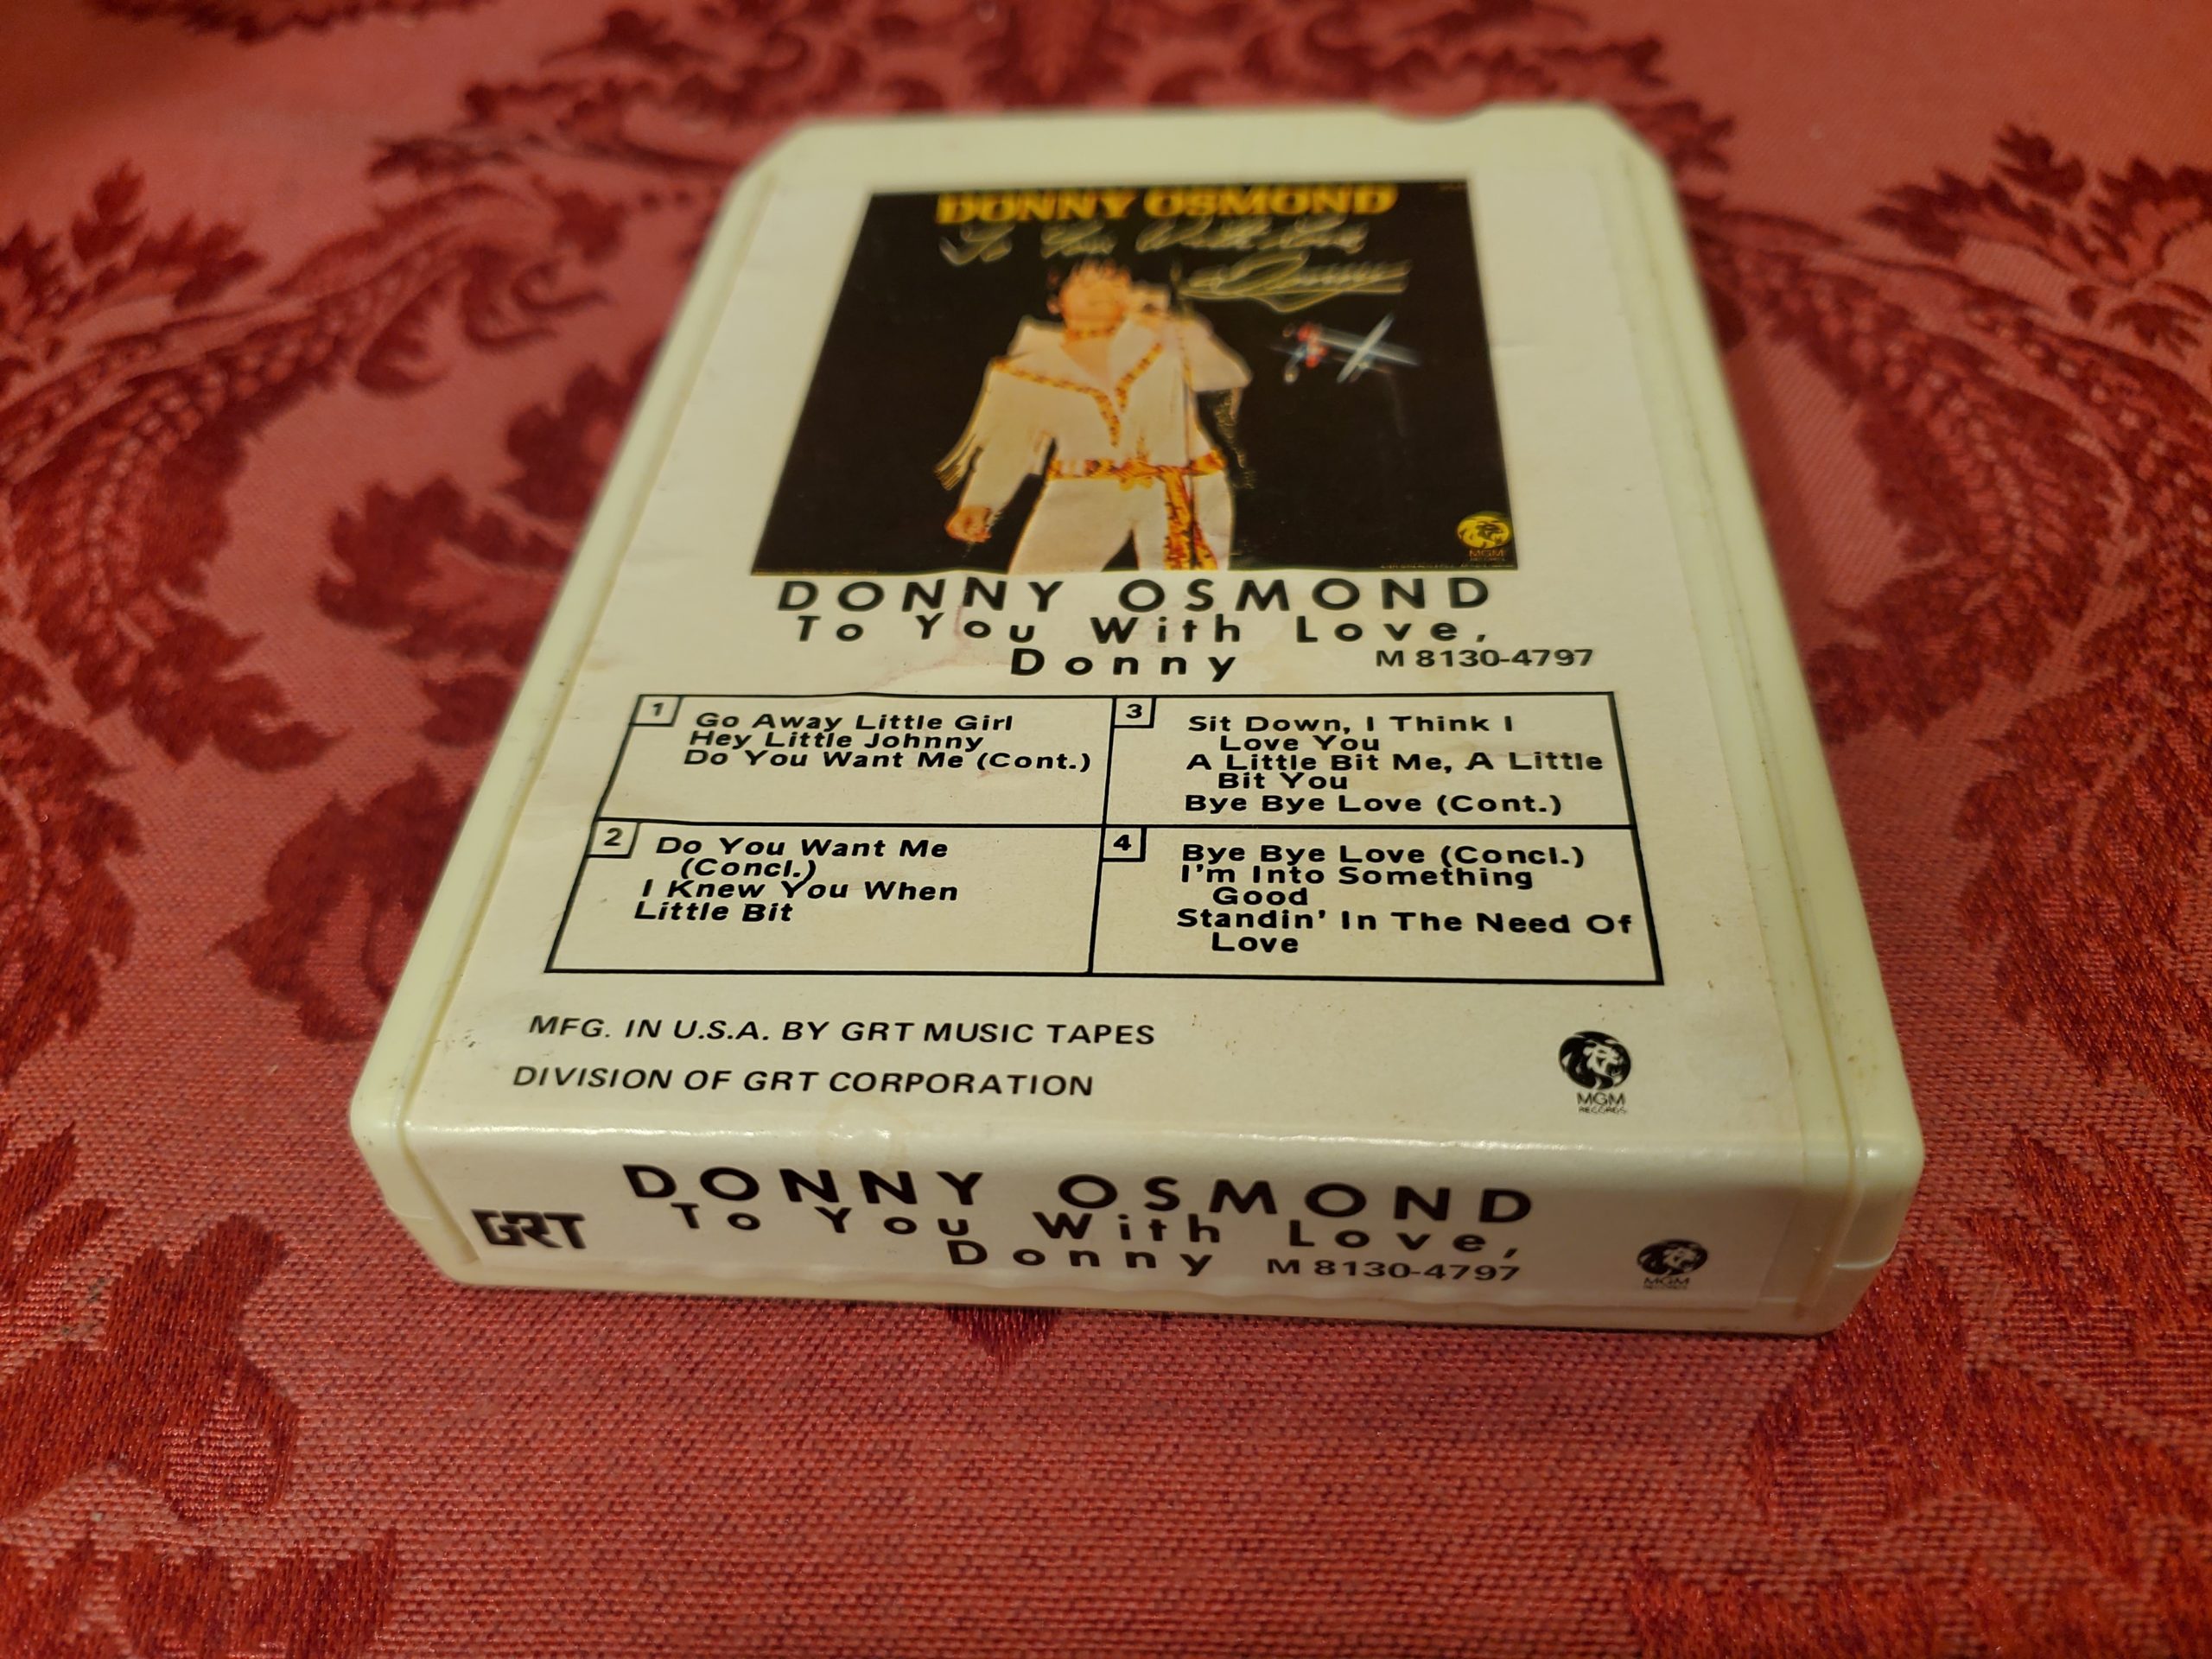 DONNY OSMOND
To You With Love,
Donny
MGM
DONNY OSMOND
To You With Love,
Donny
M 8130-4797
1
Go Away Little Girl
Hey Little Johnny
Do You Want Me (Cont.)
2
Do You Want Me
(Concl.)
I Knew You When
Little Bit
3
Sit Down, I Think I
Love You
A Little Bit Me, A Little
Bit You
Bye Bye Love (Cont.)
4
Bye Bye Love (Concl.)
I'm Into Something
Good
Standin' In The Need Of
Love
MFG. IN U.S.A. BY GRT MUSIC TAPES
DIVISION OF GRT CORPORATION
MGM
RECORDS
GRT
DONNY OSMOND
To You With Love,
Donny
M 8130-4797
MGM
RECORDS